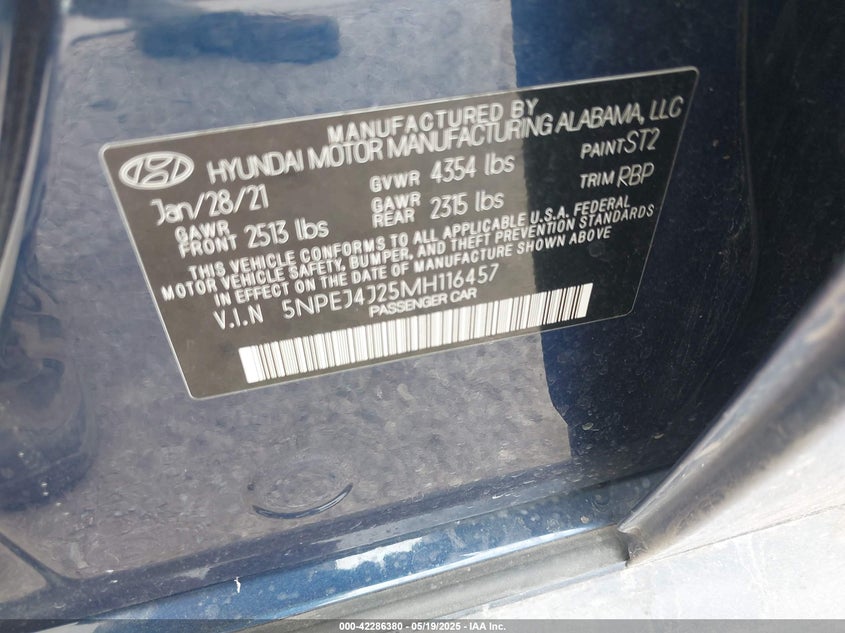 MANUFACTURED BY
HYUNDAI MOTOR MANUFACTURING ALABAMA, LLC
Jan/28/21 GVWR 4354 lbs PAINT ST2
GAWR FRONT 2513 lbs GAWR REAR 2315 lbs TRIM RBP
THIS VEHICLE CONFORMS TO ALL APPLICABLE U.S.A. FEDERAL
MOTOR VEHICLE SAFETY, BUMPER, AND THEFT PREVENTION STANDARDS
IN EFFECT ON THE DATE OF MANUFACTURE SHOWN ABOVE
V.I.N 5NPEJ4J25MH116457
PASSENGER CAR
000-42286380 - 05/19/2025 - IAA Inc.